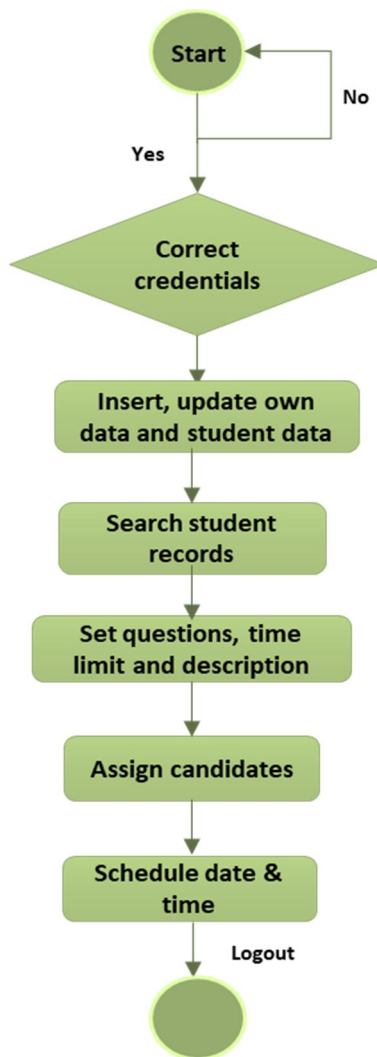 Start
No
Yes
Correct
credentials
Insert, update own
data and student data
Search student
records
Set questions, time
limit and description
Assign candidates
Schedule date &
time
Logout